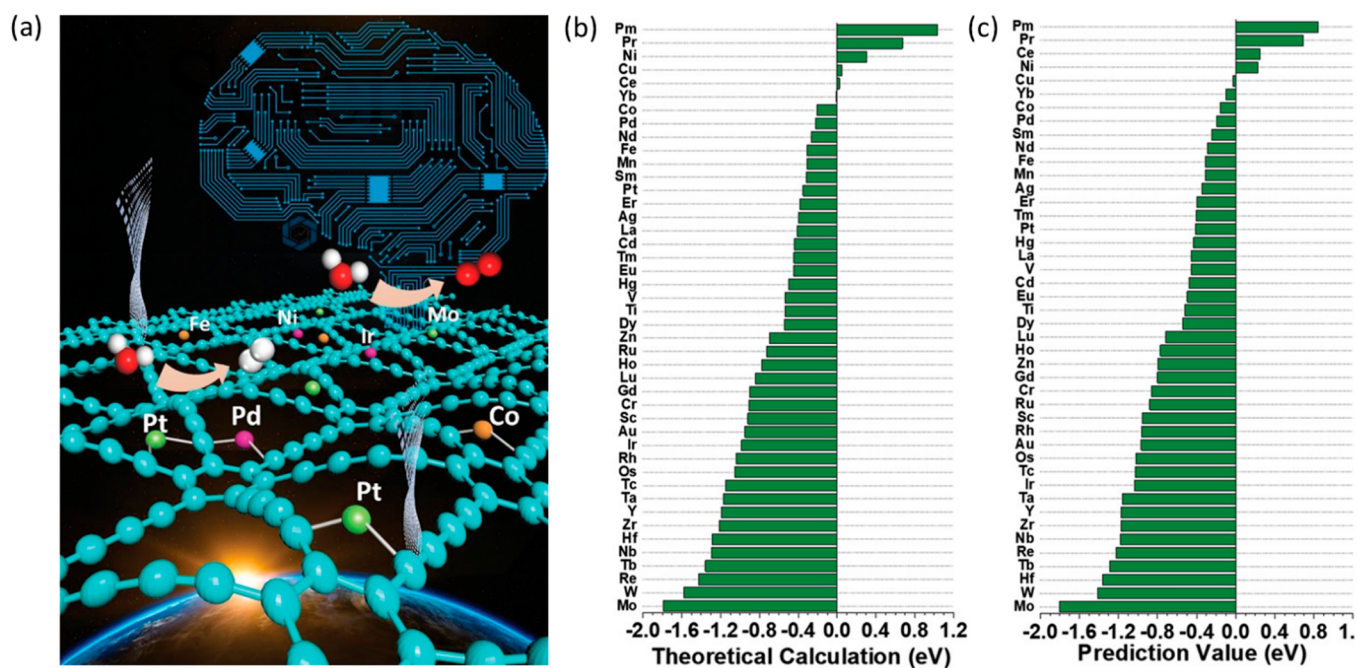 (a)
Fe
Ni
Mo
Ir
Pt
Pd
Co
Pt
(b)
Pm
Pr
Ni
Cu
Ce
Yb
Co
Pd
Nd
Fe
Mn
Sm
Pt
Er
Ag
La
Cd
Tm
Eu
Hg
V
Ti
Dy
Zn
Ru
Ho
Lu
Gd
Cr
Sc
Au
Ir
Rh
Os
Tc
Ta
Y
Zr
Hf
Nb
Tb
Re
W
Mo
-2.0 -1.6 -1.2 -0.8 -0.4 0.0 0.4 0.8 1.2
Theoretical Calculation (eV)
(c)
Pm
Pr
Ce
Ni
Cu
Yb
Co
Pd
Sm
Nd
Fe
Mn
Ag
Er
Tm
Pt
Hg
La
V
Cd
Eu
Ti
Dy
Lu
Ho
Zn
Gd
Cr
Ru
Sc
Rh
Au
Os
Tc
Ir
Ta
Y
Zr
Nb
Re
Tb
Hf
W
Mo
-2.0 -1.6 -1.2 -0.8 -0.4 0.0 0.4 0.8 1.2
Prediction Value (eV)